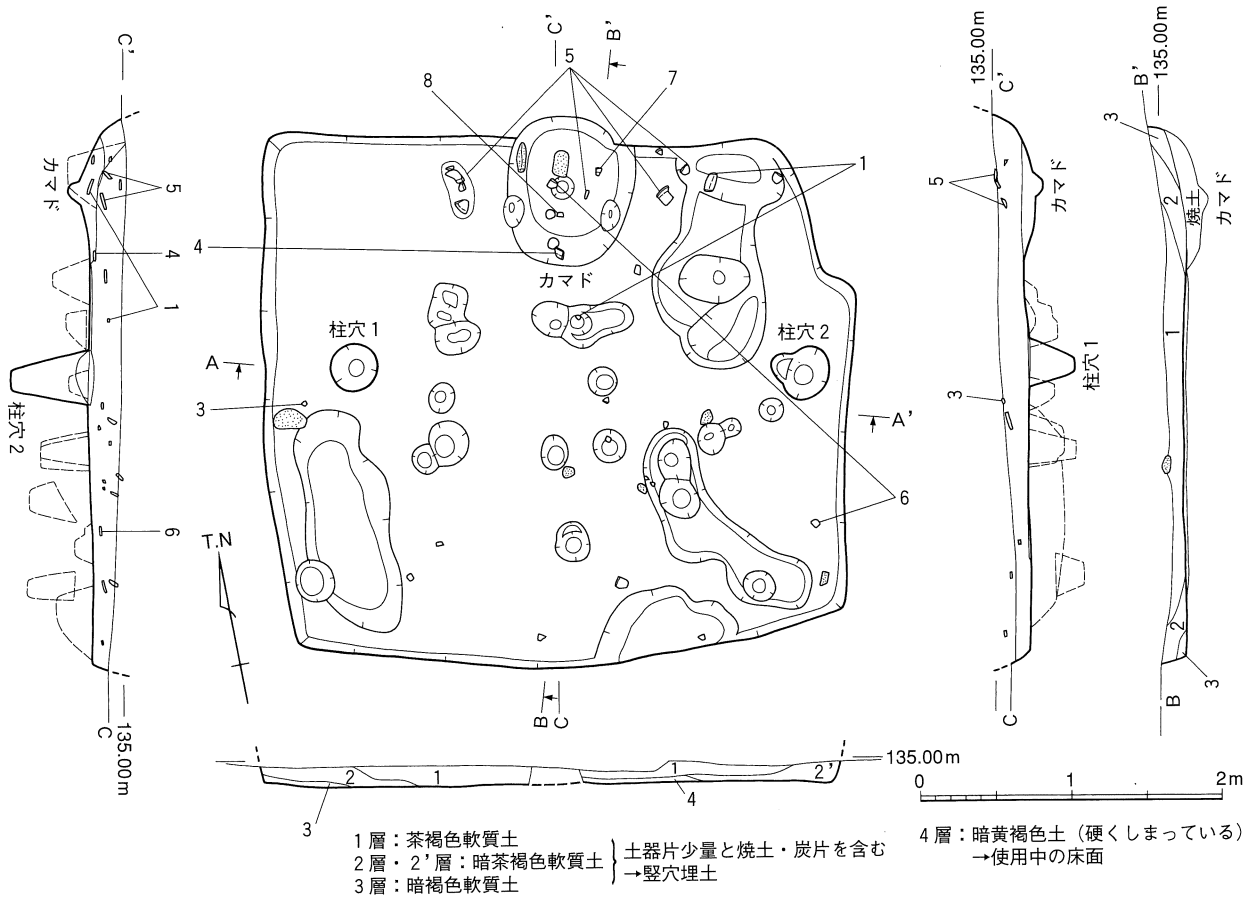 C'
カマド
5
4
1
柱穴2
6
C
135.00m
C'
B'
5
8
7
1
4
カマド
柱穴1
柱穴2
A
A'
3
6
T.N
B
C
135.00m
C'
カマド
5
柱穴1
3
C
B'
135.00m
3
2
焼土
カマド
1
2
3
B
2
1
1
2'
135.00m
3
4
0
1
2m
1層：茶褐色軟質土
2層・2'層：暗茶褐色軟質土
3層：暗褐色軟質土
土器片少量と焼土・炭片を含む
→竪穴埋土
4層：暗黄褐色土（硬くしまっている）
→使用中の床面